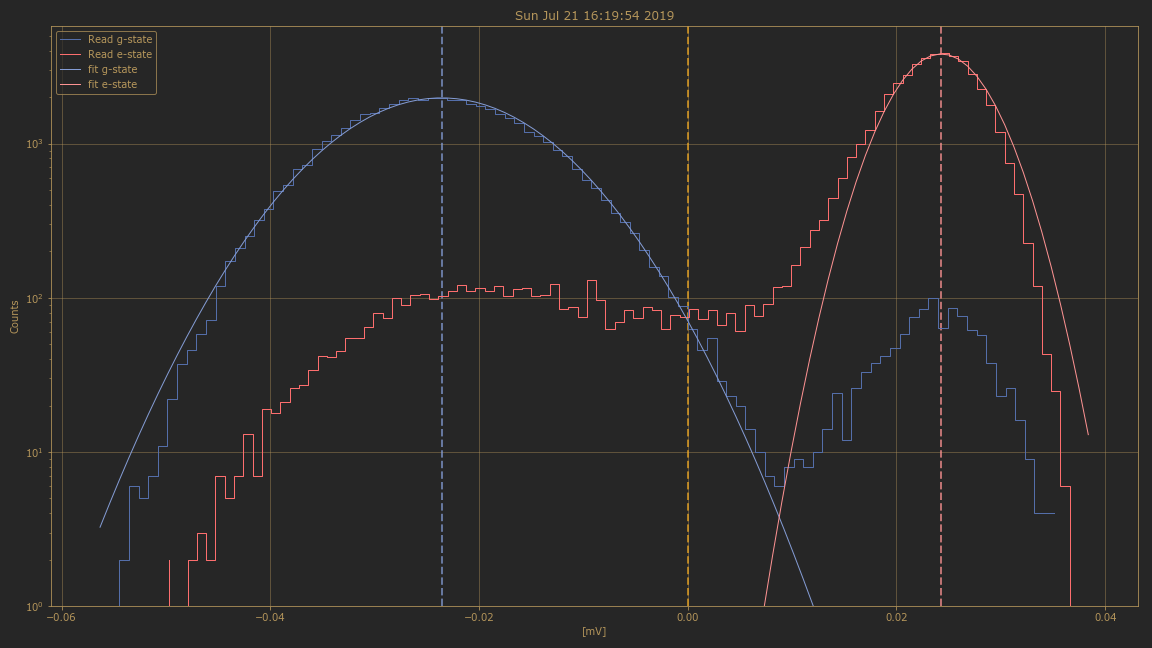 Sun Jul 21 16:19:54 2019
Read g-state
Read e-state
fit g-state
fit e-state
Counts
10³
10²
10¹
10⁰
−0.06
−0.04
−0.02
0.00
0.02
0.04
[mV]